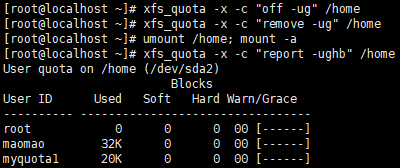 [root@localhost ~]# xfs_quota -x -c "off -ug" /home
[root@localhost ~]# xfs_quota -x -c "remove -ug" /home
[root@localhost ~]# umount /home; mount -a
[root@localhost ~]# xfs_quota -x -c "report -ughb" /home
User quota on /home (/dev/sda2)
Blocks
User ID Used Soft Hard Warn/Grace
---------- ---------------------------------
root 0 0 0 00 [------]
maomao 32K 0 0 00 [------]
myquota1 20K 0 0 00 [------]